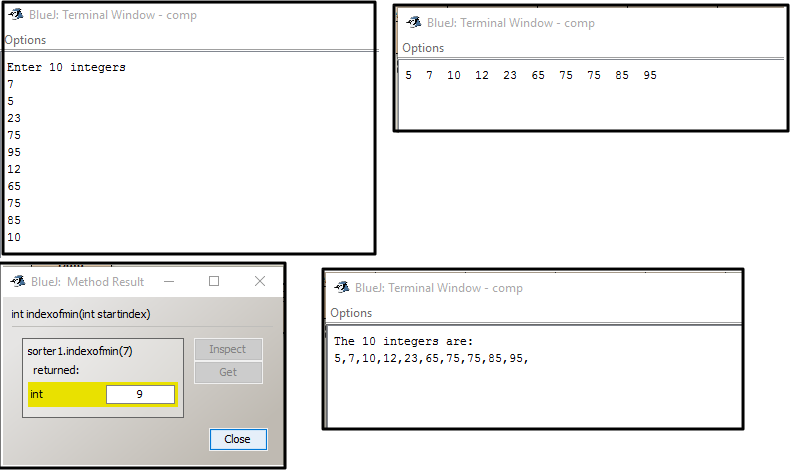 BlueJ: Terminal Window - comp
Options
Enter 10 integers
7
5
23
75
95
12
65
75
85
10
BlueJ: Terminal Window - comp
Options
5 7 10 12 23 65 75 75 85 95
BlueJ: Method Result
int indexofmin(int startindex)
sorter1.indexofmin(7)
returned:
int 9
Inspect
Get
Close
BlueJ: Terminal Window - comp
Options
The 10 integers are:
5,7,10,12,23,65,75,75,85,95,